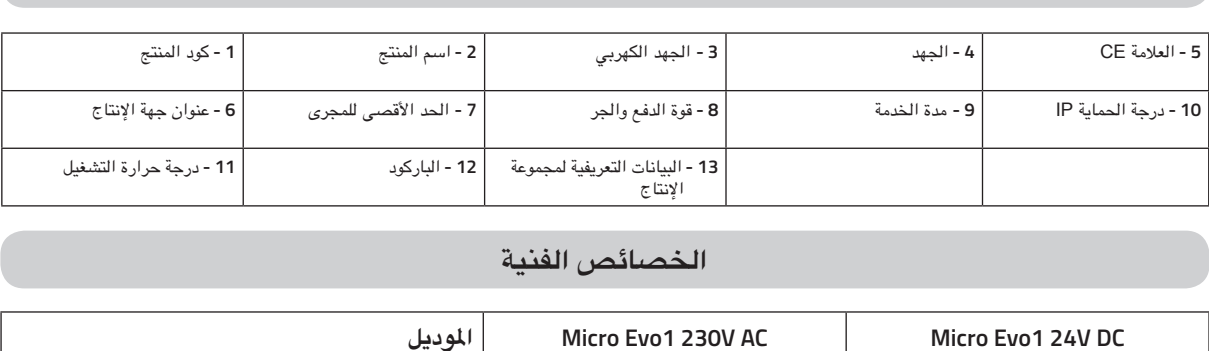 1 - كود المنتج
2 - اسم المنتج
3 - الجهد الكهربي
4 - الجهد
5 - العلامة CE
6 - عنوان جهة الإنتاج
7 - الحد الأقصى للمجرى
8 - قوة الدفع والجر
9 - مدة الخدمة
10 - درجة الحماية IP
11 - درجة حرارة التشغيل
12 - الباركود
13 - البيانات التعريفية لمجموعة
الإنتاج
الخصائص الفنية
الموديل
Micro Evo1 230V AC
Micro Evo1 24V DC